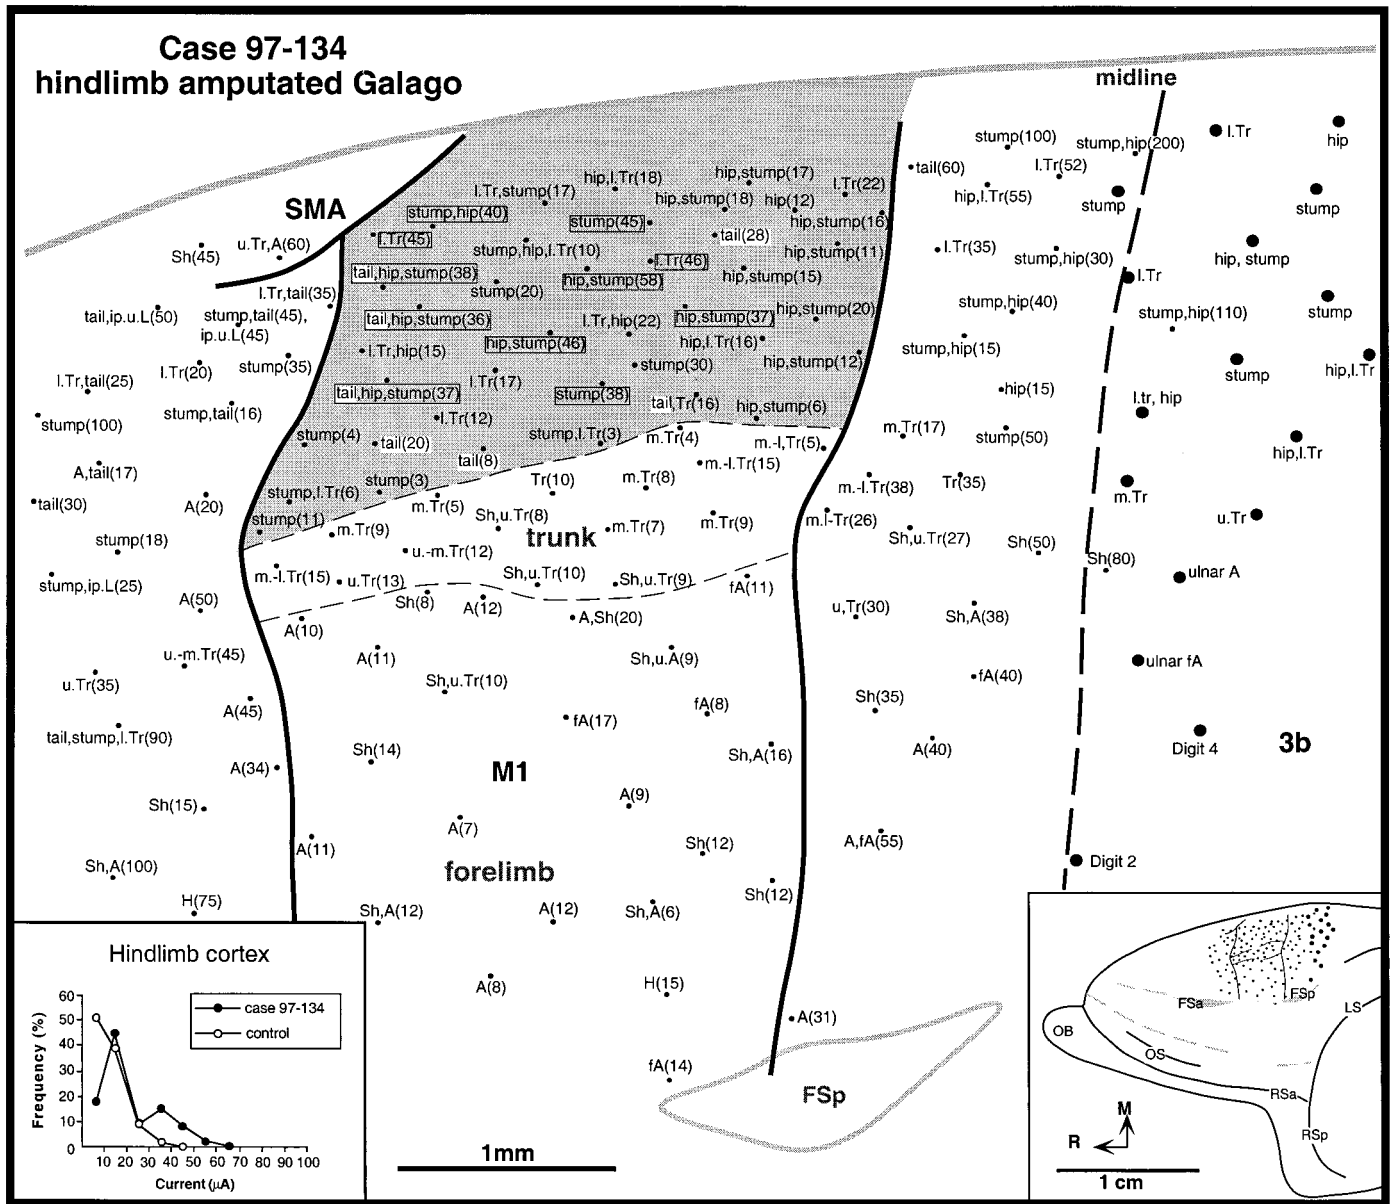 Case 97-134
hindlimb amputated Galago
midline
stump(100)
stump,hip(200)
l.Tr
hip
tail(60)
l.Tr(52)
hip,l.Tr(55)
stump
stump
hip,stump(17)
hip,l.Tr(18)
l.Tr,stump(17)
l.Tr(22)
hip,stump(18)
hip(12)
SMA
stump,hip(40)
stump(45)
hip,stump(16)
l.Tr(45)
tail(28)
u.Tr,A(60)
Sh(45)
stump,hip,l.Tr(10)
hip,stump(11)
l.Tr(35)
stump,hip(30)
hip, stump
l.Tr(46)
tail,hip,stump(38)
hip,stump(58)
hip,stump(15)
l.Tr
l.Tr,tail(35)
stump(20)
stump,hip(40)
stump,hip(110)
stump
tail,ip.u.L(50)
stump,tail(45),
ip.u.L(45)
tail,hip,stump(36)
l.Tr,hip(22)
hip,stump(37)
hip,stump(20)
hip,stump(46)
hip,l.Tr(16)
stump,hip(15)
l.Tr,hip(15)
hip,stump(12)
stump(35)
stump(30)
l.Tr(20)
stump
hip,l.Tr
l.Tr,tail(25)
l.Tr(17)
hip(15)
tail,hip,stump(37)
stump(38)
tail,Tr(16)
l.tr, hip
stump,tail(16)
l.Tr(12)
hip,stump(6)
stump(100)
m.Tr(17)
stump(50)
stump(4)
tail(20)
stump,l.Tr(3)
m.Tr(4)
m.-l,Tr(5)
hip,l.Tr
tail(8)
m.-l.Tr(15)
A,tail(17)
stump(3)
Tr(10)
m.Tr(8)
m.-l.Tr(38)
Tr(35)
m.Tr
tail(30)
A(20)
stump,l.Tr(6)
m.Tr(5)
stump(11)
m.Tr(9)
Sh,u.Tr(8)
m.Tr(7)
m.Tr(9)
m.l-Tr(26)
u.Tr
stump(18)
u.-m.Tr(12)
trunk
Sh,u.Tr(27)
Sh(50)
Sh(80)
stump,ip.L(25)
m.-l.Tr(15)
u.Tr(13)
Sh,u.Tr(10)
Sh,u.Tr(9)
fA(11)
ulnar A
A(50)
Sh(8)
A(12)
A,Sh(20)
u,Tr(30)
Sh,A(38)
A(10)
u.-m.Tr(45)
A(11)
Sh,u.A(9)
ulnar fA
u.Tr(35)
Sh,u.Tr(10)
fA(40)
A(45)
fA(17)
fA(8)
Sh(35)
tail,stump,l.Tr(90)
Sh(14)
Sh,A(16)
A(40)
Digit 4
3b
A(34)
M1
Sh(15)
A(9)
A(7)
A(11)
Sh(12)
A,fA(55)
Sh,A(100)
forelimb
Digit 2
Sh(12)
H(75)
Sh,A(12)
A(12)
Sh,A(6)
A(8)
H(15)
A(31)
fA(14)
FSp
1mm
Hindlimb cortex
case 97-134
control
Frequency (%)
60
50
40
30
20
10
0
10 20 30 40 50 60 70 80 90 100
Current (μA)
FSa
FSp
LS
OB
OS
RSa
RSp
M
R
1 cm